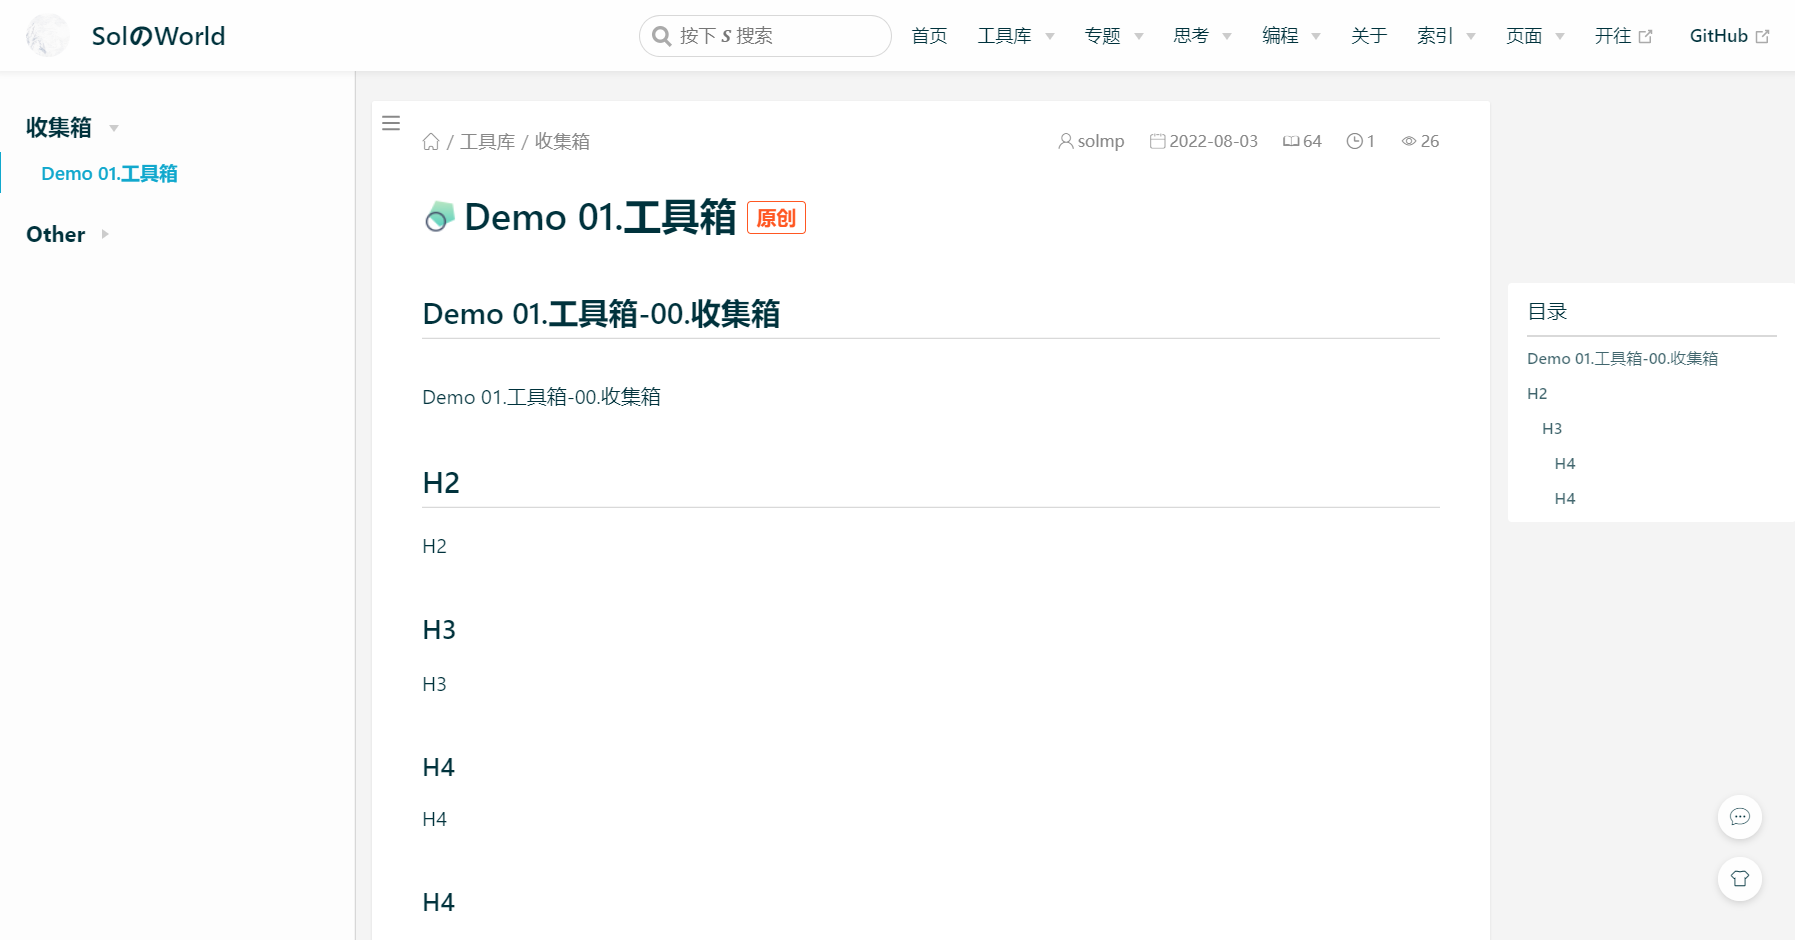 SolのWorld
按下 S 搜索
首页 工具库 专题 思考 编程 关于 索引 页面 开往 GitHub
收集箱
Demo 01.工具箱
Other
/ 工具库 / 收集箱
solmp 2022-08-03 64 1 26
Demo 01.工具箱 原创
Demo 01.工具箱-00.收集箱
Demo 01.工具箱-00.收集箱
H2
H2
H3
H3
H4
H4
H4
目录
Demo 01.工具箱-00.收集箱
H2
H3
H4
H4